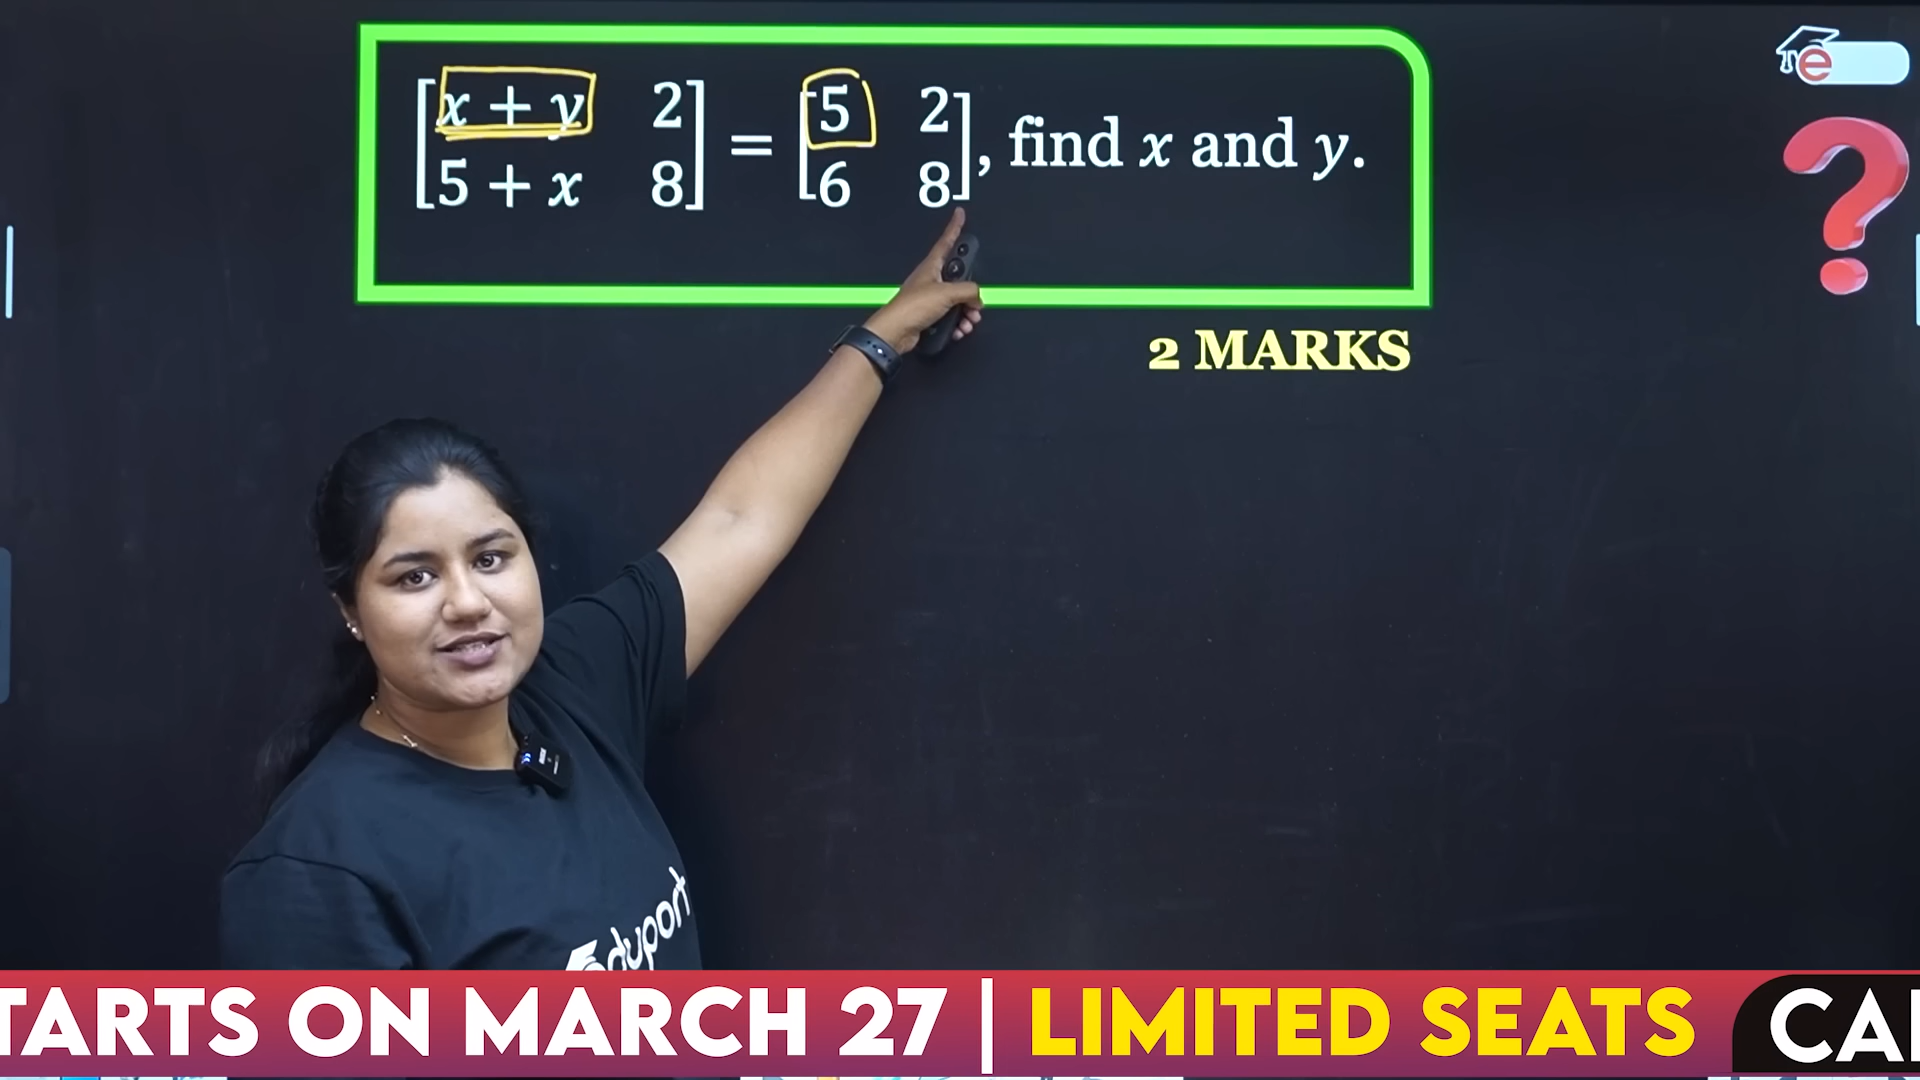 [x + y 2] = [5 2], find x and y.
[5 + x 8] [6 8]
2 MARKS
e
Eduport
TARTS ON MARCH 27 | LIMITED SEATS
CA